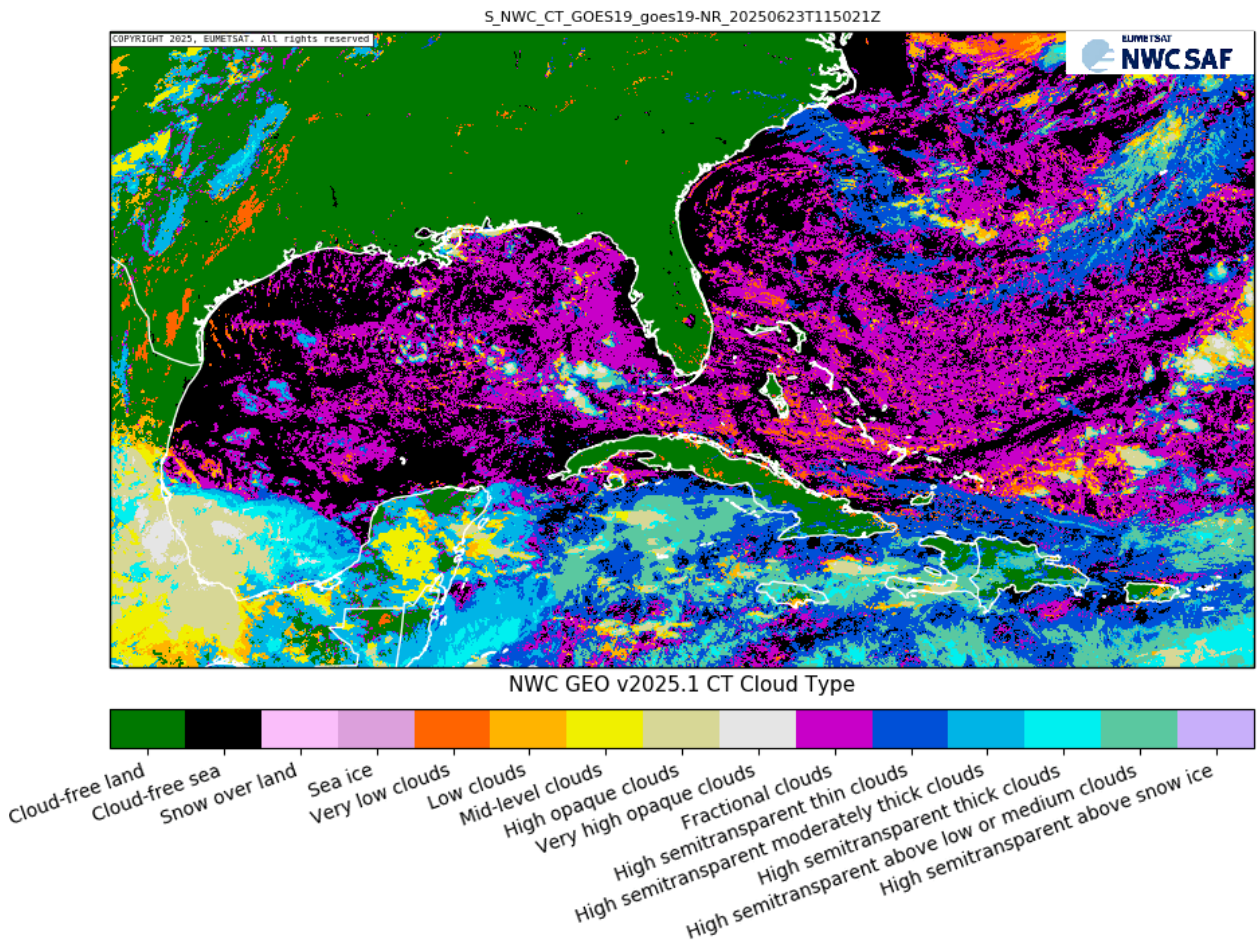 S_NWC_CT_GOES19_goes19-NR_20250623T115021Z
COPYRIGHT 2025, EUMETSAT. All rights reserved
EUMETSAT
NWC SAF
NWC GEO v2025.1 CT Cloud Type
Cloud-free land
Cloud-free sea
Snow over land
Sea ice
Very low clouds
Low clouds
Mid-level clouds
High opaque clouds
Very high opaque clouds
Fractional clouds
High semitransparent thin clouds
High semitransparent moderately thick clouds
High semitransparent thick clouds
High semitransparent above low or medium clouds
High semitransparent above snow ice